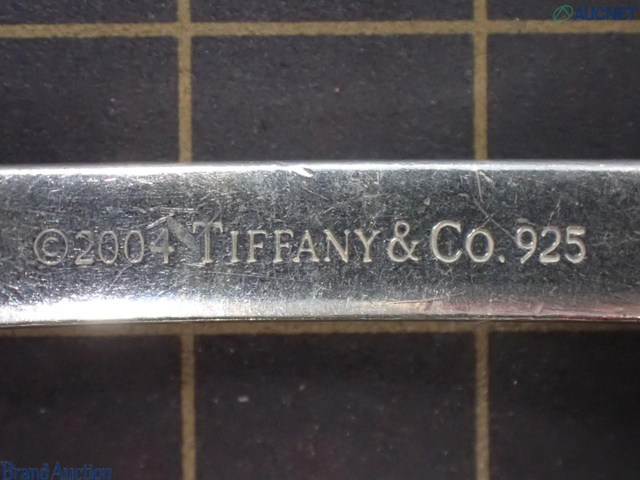 AUCNET
©2004 TIFFANY & CO. 925
Brand Auction